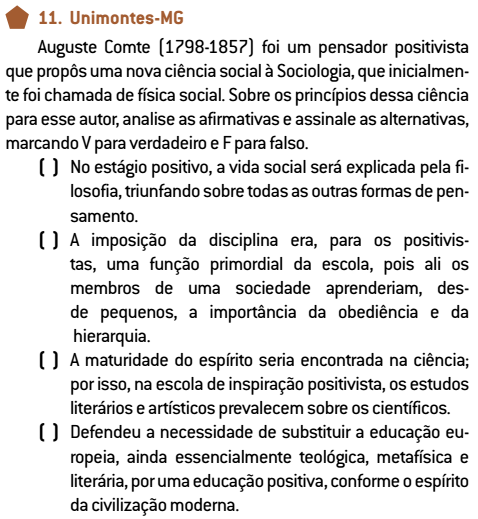 11. Unimontes-MG
Auguste Comte (1798-1857) foi um pensador positivista
que propôs uma nova ciência social à Sociologia, que inicialmen-
te foi chamada de física social. Sobre os princípios dessa ciência
para esse autor, analise as afirmativas e assinale as alternativas,
marcando V para verdadeiro e F para falso.
( ) No estágio positivo, a vida social será explicada pela fi-
losofia, triunfando sobre todas as outras formas de pen-
samento.
( ) A imposição da disciplina era, para os positivis-
tas, uma função primordial da escola, pois ali os
membros de uma sociedade aprenderiam, des-
de pequenos, a importância da obediência e da
hierarquia.
( ) A maturidade do espírito seria encontrada na ciência;
por isso, na escola de inspiração positivista, os estudos
literários e artísticos prevalecem sobre os científicos.
( ) Defendeu a necessidade de substituir a educação eu-
ropeia, ainda essencialmente teológica, metafísica e
literária, por uma educação positiva, conforme o espírito
da civilização moderna.